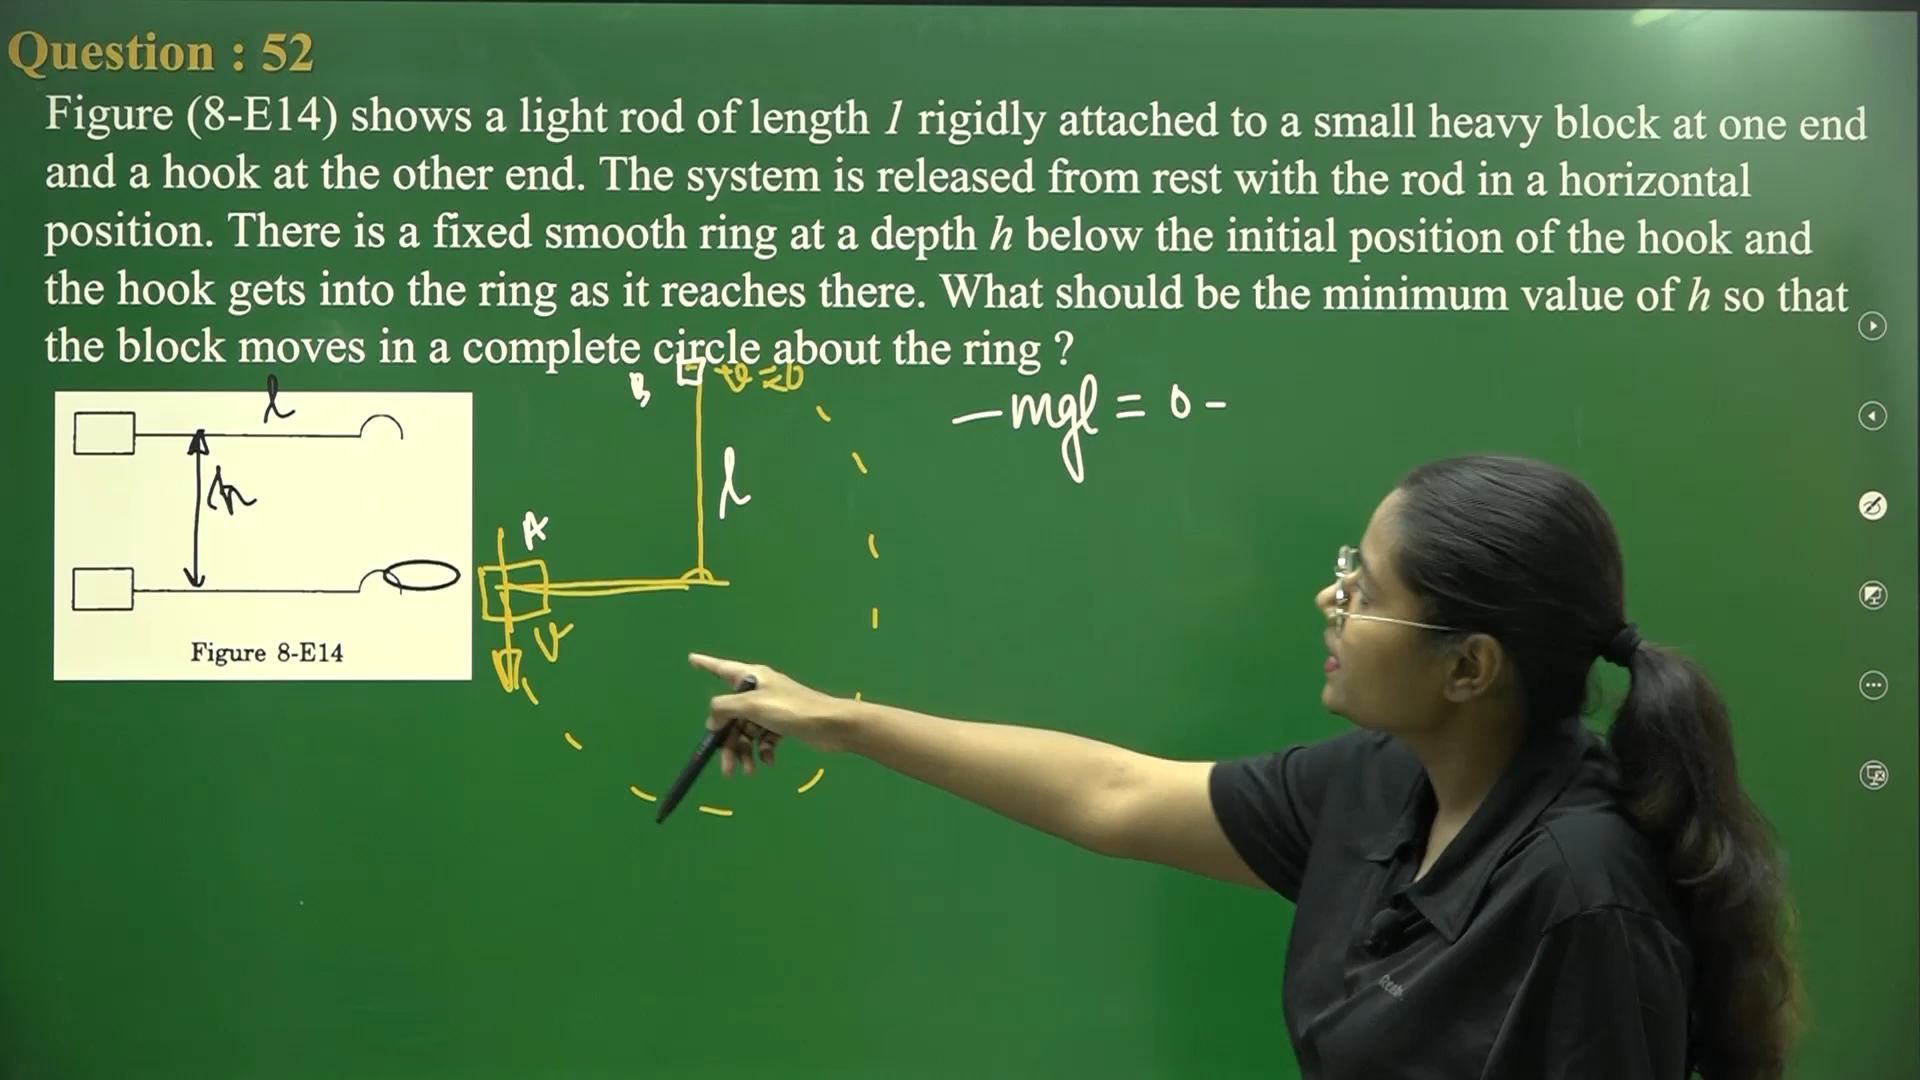 Question : 52
Figure (8-E14) shows a light rod of length l rigidly attached to a small heavy block at one end
and a hook at the other end. The system is released from rest with the rod in a horizontal
position. There is a fixed smooth ring at a depth h below the initial position of the hook and
the hook gets into the ring as it reaches there. What should be the minimum value of h so that
the block moves in a complete circle about the ring ?
B
v = 0
l
-mgl = 0 -
h
l
A
v
Figure 8-E14